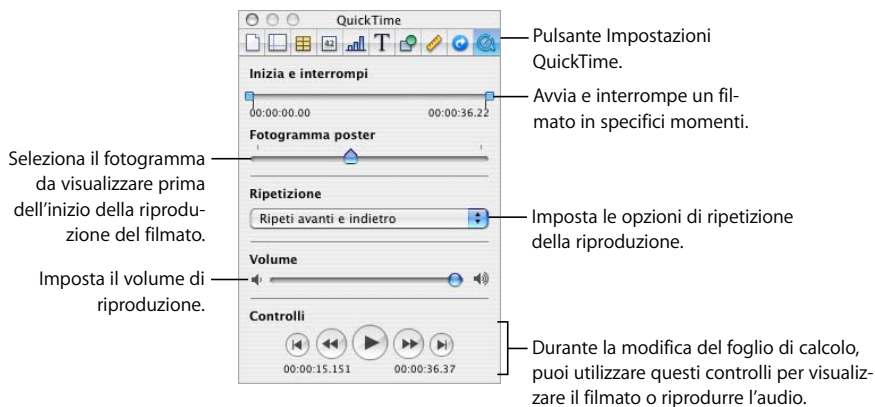 QuickTime
42
T
Pulsante Impostazioni
QuickTime.
Inizia e interrompi
00:00:00.00 00:00:36.22
Avvia e interrompe un fil-
mato in specifici momenti.
Fotogramma poster
Seleziona il fotogramma
da visualizzare prima
dell'inizio della riprodu-
zione del filmato.
Ripetizione
Ripeti avanti e indietro
Imposta le opzioni di ripetizione
della riproduzione.
Volume
Imposta il volume di
riproduzione.
Controlli
00:00:15.151 00:00:36.37
Durante la modifica del foglio di calcolo,
puoi utilizzare questi controlli per visualiz-
zare il filmato o riprodurre l'audio.